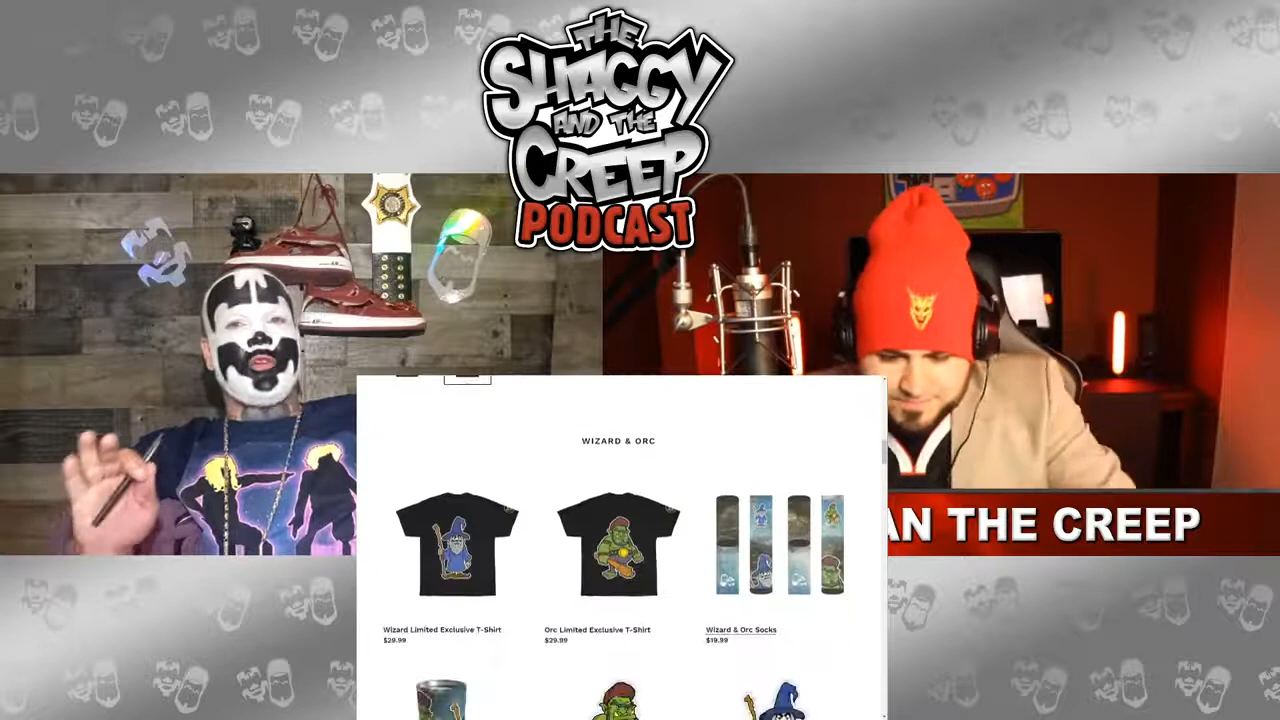 THE
SHAGGY
AND THE
CREEP
PODCAST
WIZARD & ORC
Wizard Limited Exclusive T-Shirt
$29.99
Orc Limited Exclusive T-Shirt
$29.99
Wizard & Orc Socks
$19.99
AN THE CREEP